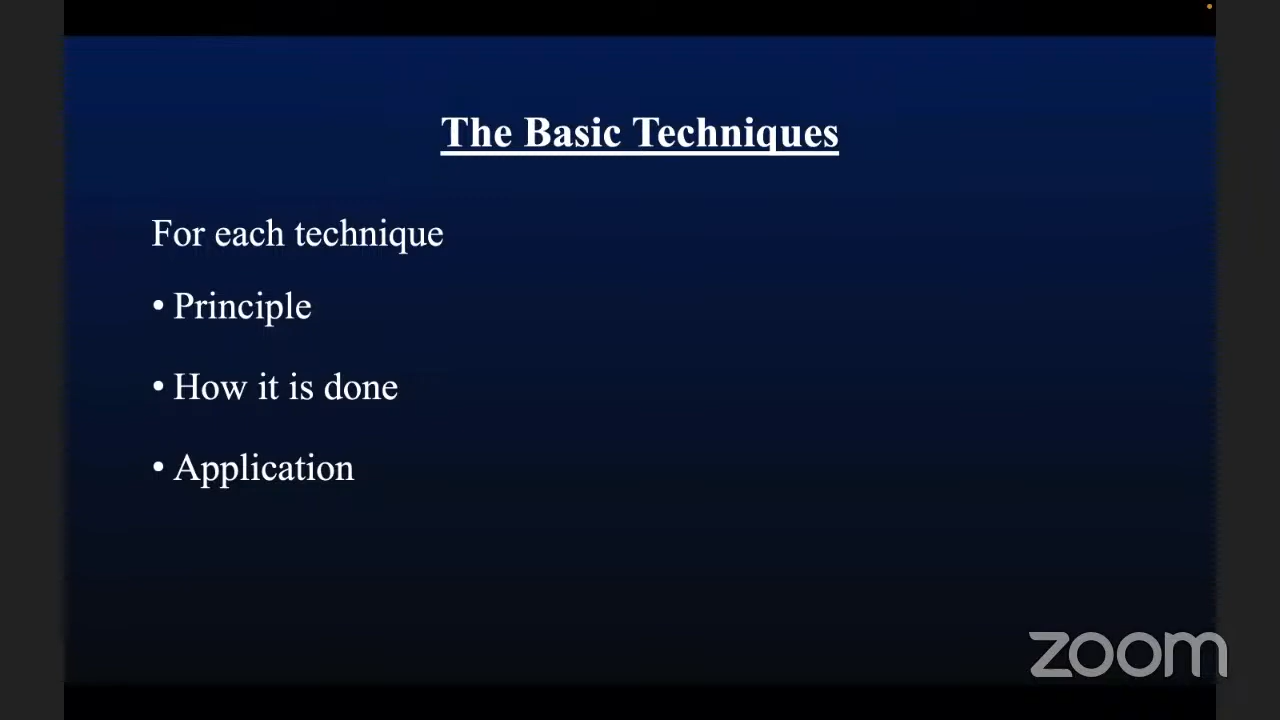 The Basic Techniques
For each technique
• Principle
• How it is done
• Application
zoom